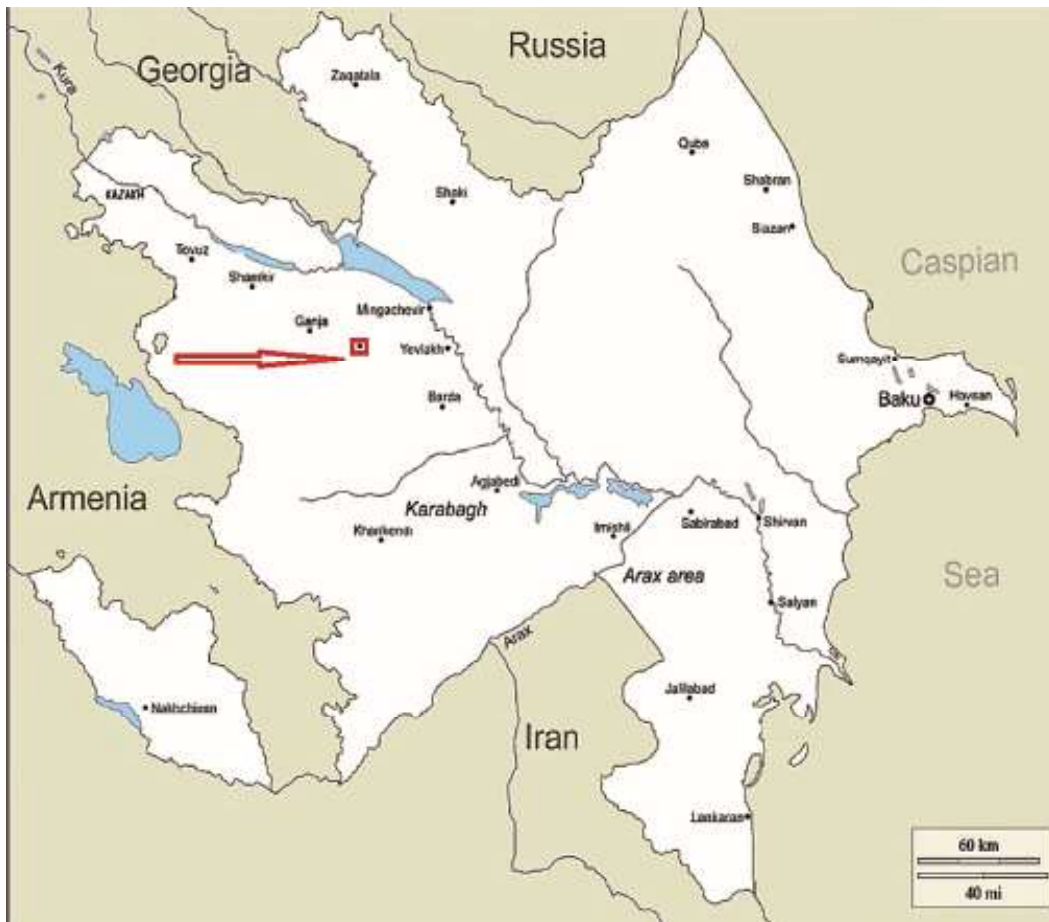 Russia
Georgia
Kura
Zaqatala
Quba
Shabran
Siazan
Shaki
KAZAKH
Tovuz
Shamkir
Caspian
Mingachevir
Ganja
Yevlakh
Sumqayit
Baku
Hovsan
Barda
Armenia
Agjabedi
Karabagh
Khankendi
Imishli
Sabirabad
Shirvan
Arax area
Sea
Salyan
Arax
Nakhchivan
Jalilabad
Iran
Lankaran
60 km
40 mi